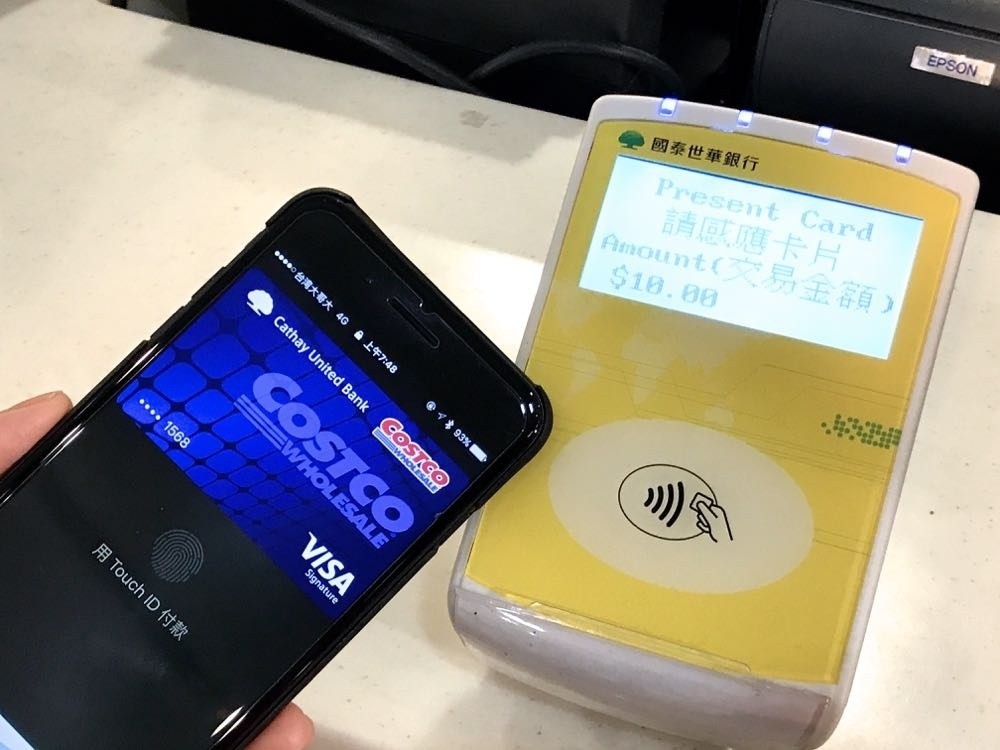 EPSON
國泰世華銀行
Present Card
請感應卡片
Amount(交易金額)
$10.00
台灣大哥大 4G
上午7:48
93%
Cathay United Bank
COSTCO
WHOLESALE
COSTCO
WHOLESALE
•••• 1568
VISA
Signature
用 Touch ID 付款